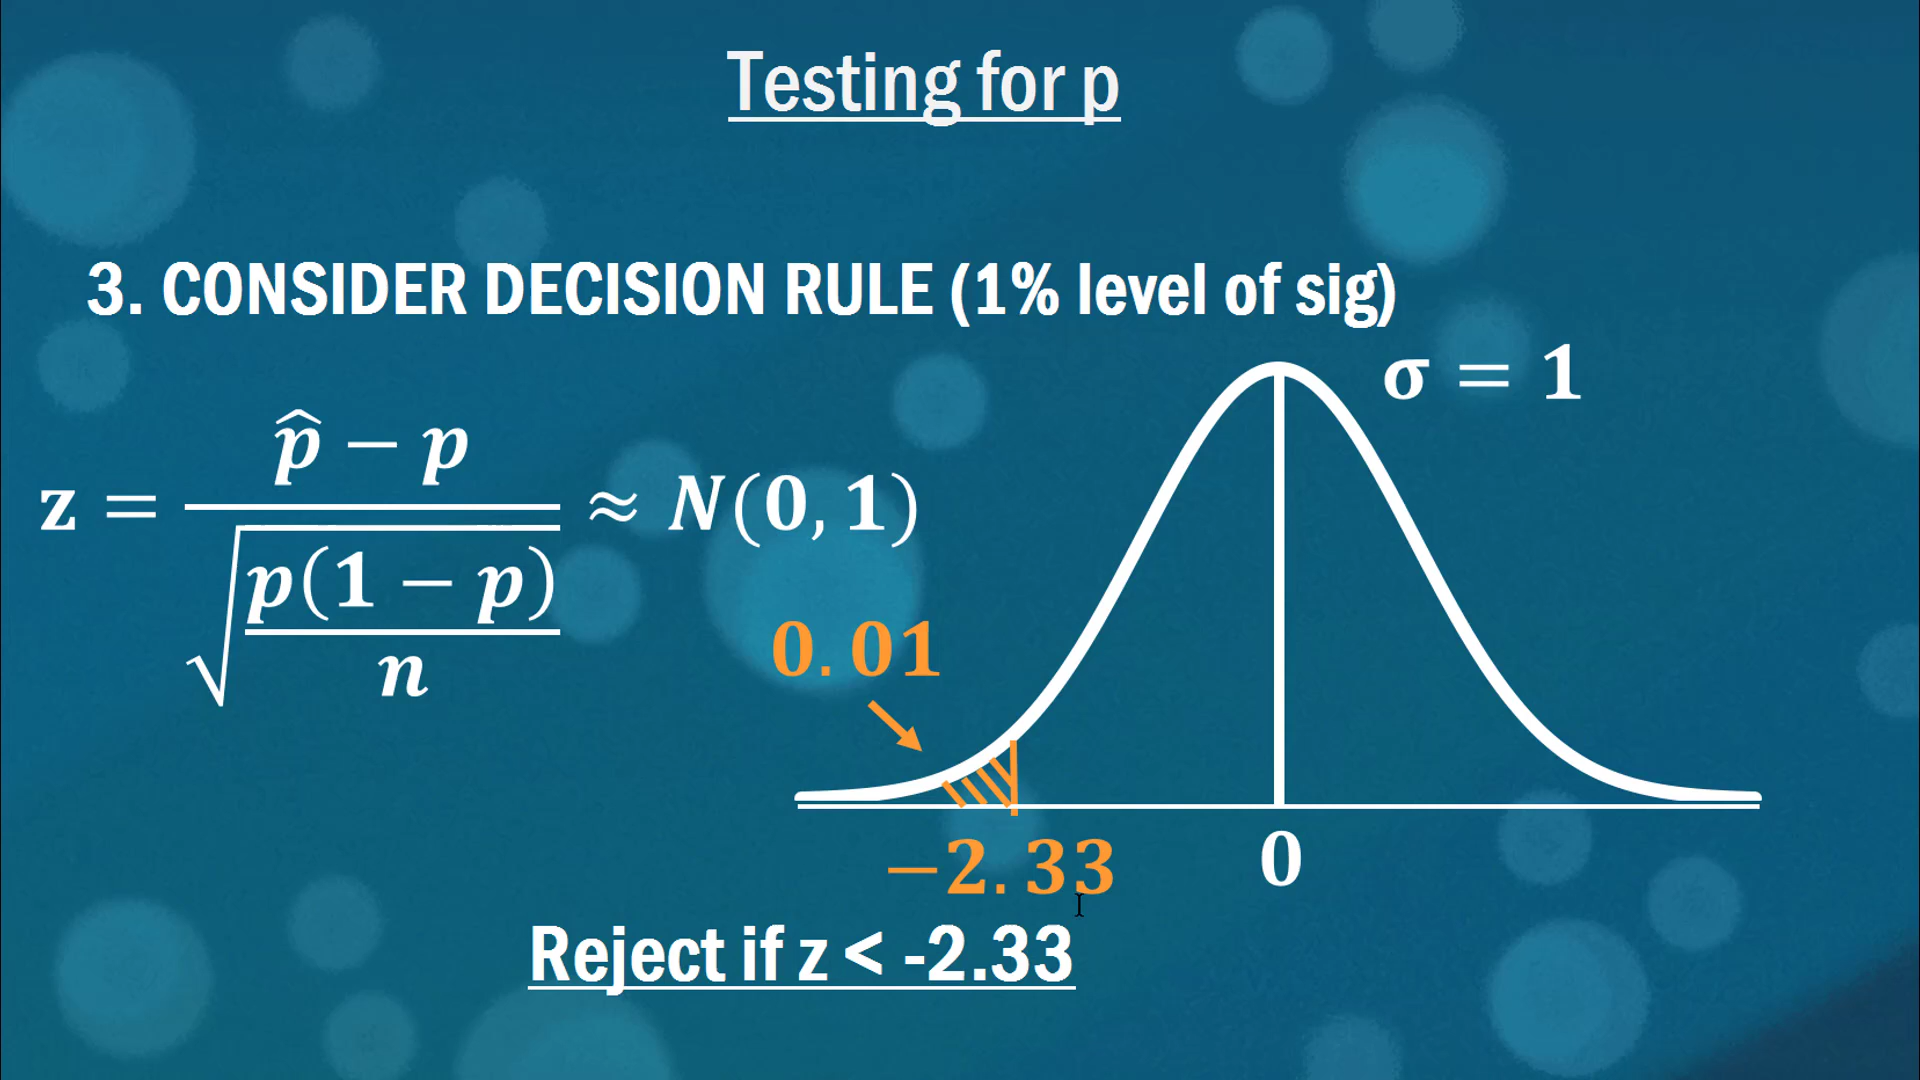 Testing for p
3. CONSIDER DECISION RULE (1% level of sig)
σ = 1
z = (p̂ − p) / √(p(1 − p) / n) ≈ N(0, 1)
0.01
−2.33
0
Reject if z < -2.33